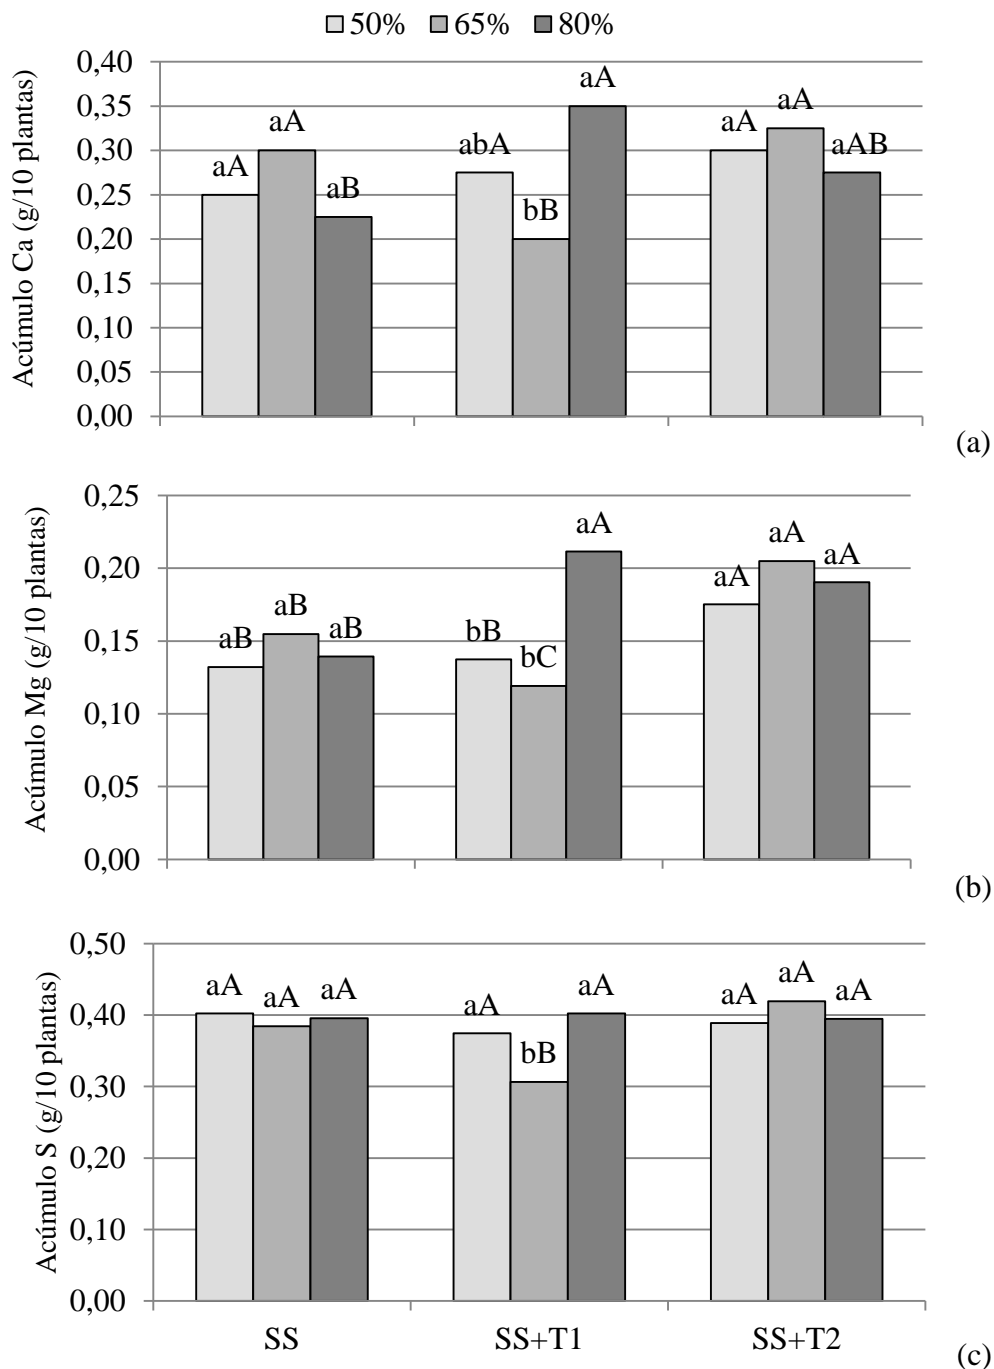 50% 65% 80%
Acúmulo Ca (g/10 plantas)
0,40
0,35
0,30
0,25
0,20
0,15
0,10
0,05
0,00
aA aA aB
abA bB aA
aA aA aAB
(a)
Acúmulo Mg (g/10 plantas)
0,25
0,20
0,15
0,10
0,05
0,00
aB aB aB
bB bC aA
aA aA aA
(b)
Acúmulo S (g/10 plantas)
0,50
0,40
0,30
0,20
0,10
0,00
aA aA aA
aA bB aA
aA aA aA
SS SS+T1 SS+T2
(c)